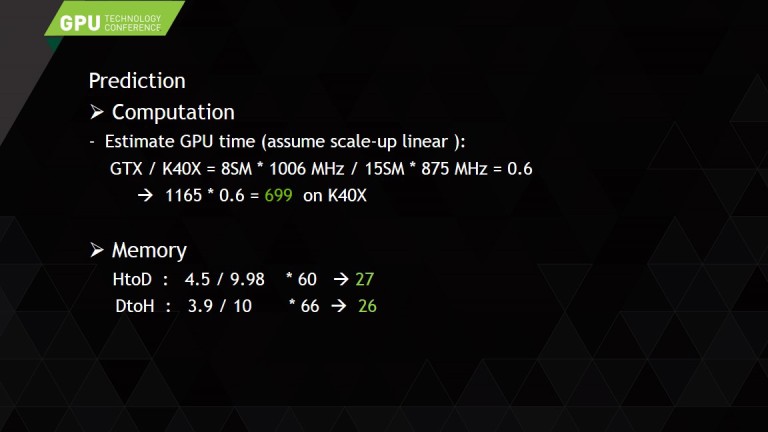 GPU TECHNOLOGY
CONFERENCE
Prediction
➢ Computation
- Estimate GPU time (assume scale-up linear ):
GTX / K40X = 8SM * 1006 MHz / 15SM * 875 MHz = 0.6
→ 1165 * 0.6 = 699 on K40X
➢ Memory
HtoD : 4.5 / 9.98 * 60 → 27
DtoH : 3.9 / 10 * 66 → 26